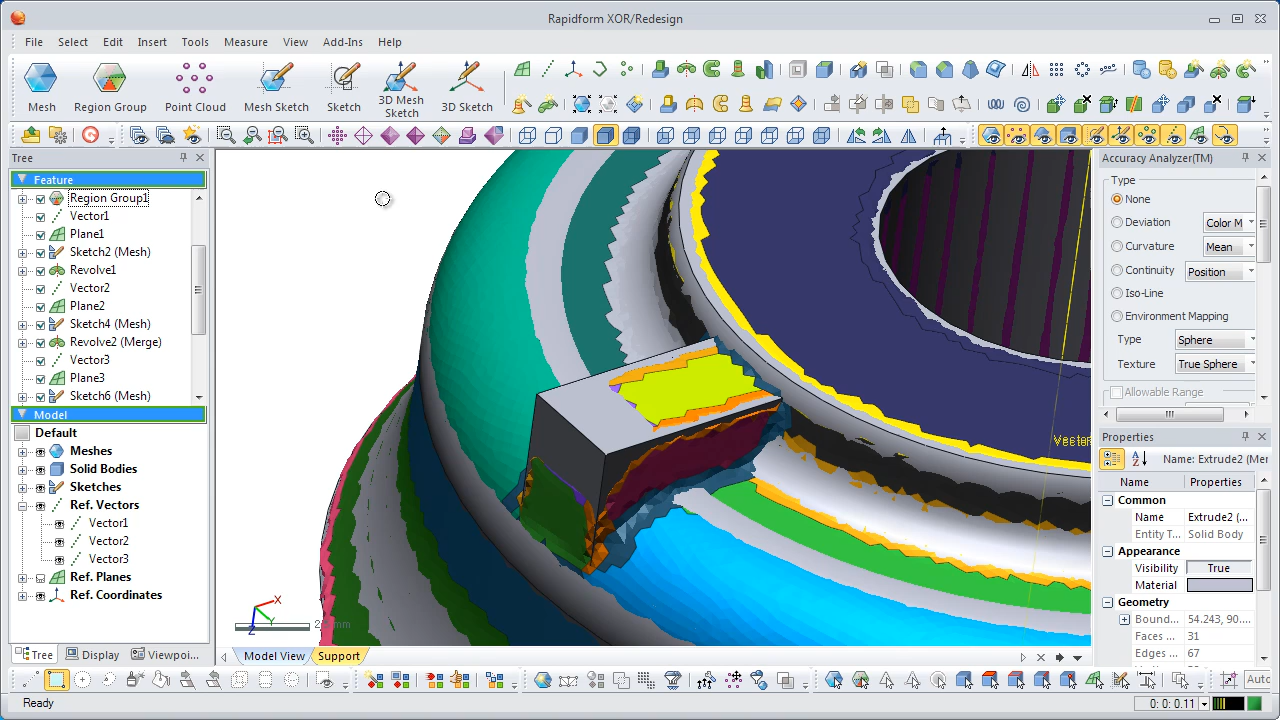 Rapidform XOR/Redesign
File Select Edit Insert Tools Measure View Add-Ins Help
Mesh Region Group Point Cloud Mesh Sketch Sketch 3D Mesh Sketch 3D Sketch
Tree
Feature
Region Group1
Vector1
Plane1
Sketch2 (Mesh)
Revolve1
Vector2
Plane2
Sketch4 (Mesh)
Revolve2 (Merge)
Vector3
Plane3
Sketch6 (Mesh)
Model
Default
Meshes
Solid Bodies
Sketches
Ref. Vectors
Vector1
Vector2
Vector3
Ref. Planes
Ref. Coordinates
Tree Display Viewpoi...
X
Y
Z
mm
Model View Support
Accuracy Analyzer(TM)
Type
None
Deviation Color M
Curvature Mean
Continuity Position
Iso-Line
Environment Mapping
Type Sphere
Texture True Sphere
Allowable Range
Properties
Name: Extrude2 (Mer
Name Properties
Common
Name Extrude2 (...
Entity T... Solid Body
Appearance
Visibility True
Material
Geometry
Bound... 54.243, 90....
Faces ... 31
Edges ... 67
Auto
Ready
0: 0: 0.11